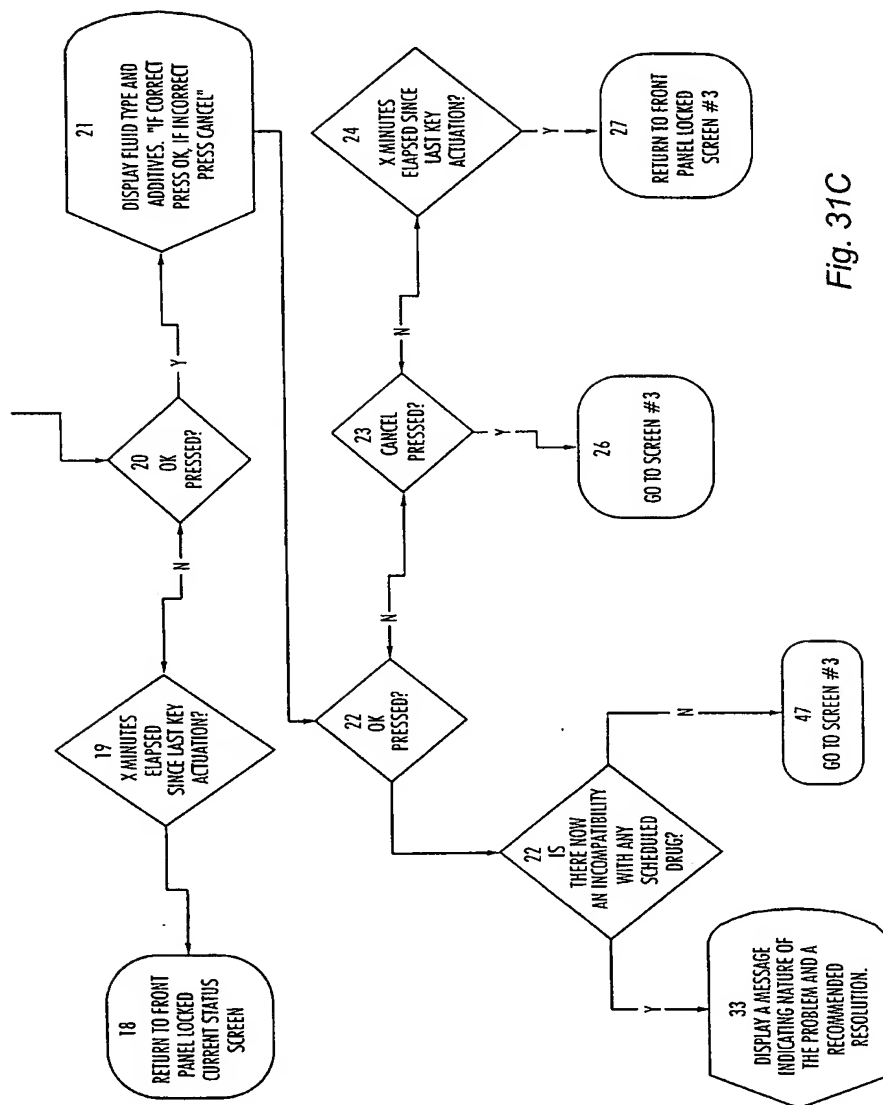 21
DISPLAY FLUID TYPE AND
ADDITIVES. "IF CORRECT
PRESS OK, IF INCORRECT
PRESS CANCEL"
20
OK
PRESSED?
Y
N
19
X MINUTES
ELAPSED
SINCE LAST KEY
ACTUATION?
18
RETURN TO FRONT
PANEL LOCKED
CURRENT STATUS
SCREEN
24
X MINUTES
ELAPSED SINCE
LAST KEY
ACTUATION?
Y
27
RETURN TO FRONT
PANEL LOCKED
SCREEN #3
N
23
CANCEL
PRESSED?
Y
26
GO TO SCREEN #3
N
22
OK
PRESSED?
22
IS
THERE NOW
AN INCOMPATIBILITY
WITH ANY
SCHEDULED
DRUG?
N
47
GO TO SCREEN #3
Y
33
DISPLAY A MESSAGE
INDICATING NATURE OF
THE PROBLEM AND A
RECOMMENDED
RESOLUTION.
Fig. 31C